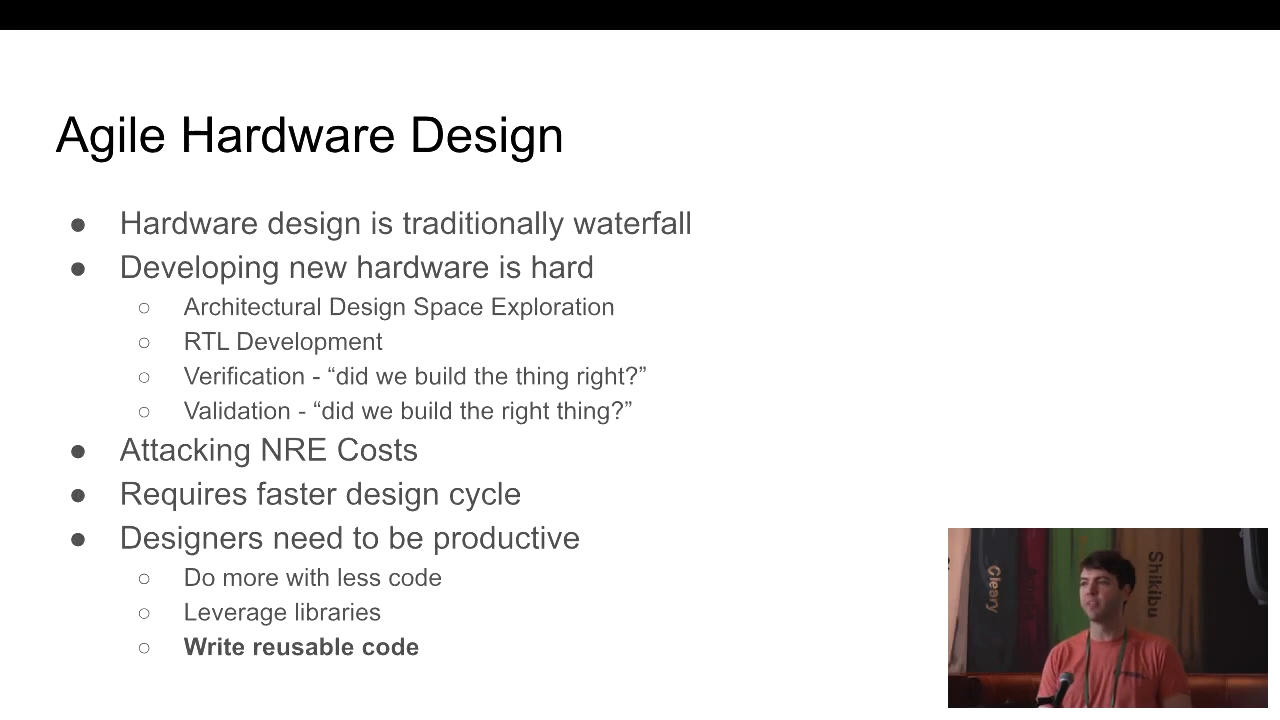 Agile Hardware Design
● Hardware design is traditionally waterfall
● Developing new hardware is hard
○ Architectural Design Space Exploration
○ RTL Development
○ Verification - “did we build the thing right?”
○ Validation - “did we build the right thing?”
● Attacking NRE Costs
● Requires faster design cycle
● Designers need to be productive
○ Do more with less code
○ Leverage libraries
○ Write reusable code
Cleary
Shikibu